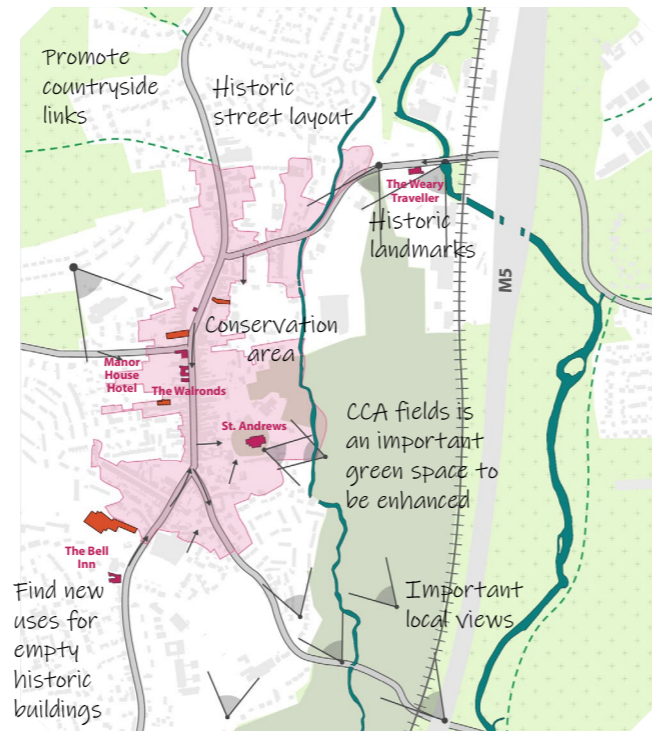 Promote
countryside
links
Historic
street layout
The Weary
Traveller
Historic
landmarks
M5
Conservation
area
Manor
House
Hotel
The Walronds
St. Andrews
CCA fields is
an important
green space to
be enhanced
The Bell
Inn
Find new
uses for
empty
historic
buildings
Important
local views